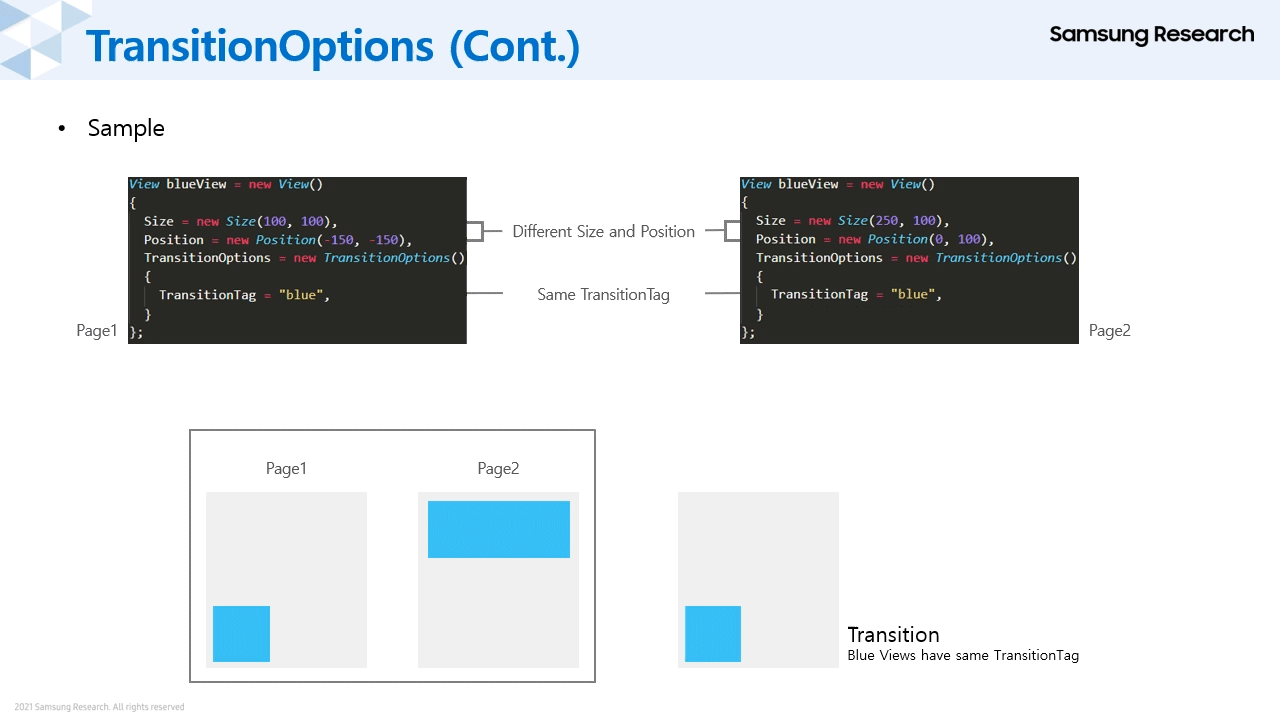 TransitionOptions (Cont.)
Samsung Research
• Sample
View blueView = new View()
{
Size = new Size(100, 100),
Position = new Position(-150, -150),
TransitionOptions = new TransitionOptions()
{
TransitionTag = "blue",
}
};
Page1
Different Size and Position
Same TransitionTag
View blueView = new View()
{
Size = new Size(250, 100),
Position = new Position(0, 100),
TransitionOptions = new TransitionOptions()
{
TransitionTag = "blue",
}
};
Page2
Page1
Page2
Transition
Blue Views have same TransitionTag
2021 Samsung Research. All rights reserved